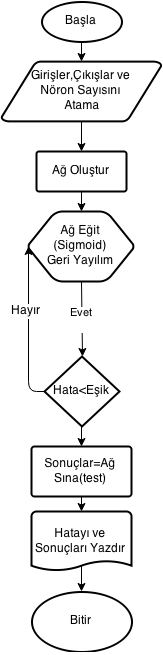 Başla
Girişler,Çıkışlar ve
Nöron Sayısını
Atama
Ağ Oluştur
Ağ Eğit
(Sigmoid)
Geri Yayılım
Hayır
Evet
Hata<Eşik
Sonuçlar=Ağ
Sına(test)
Hatayı ve
Sonuçları Yazdır
Bitir